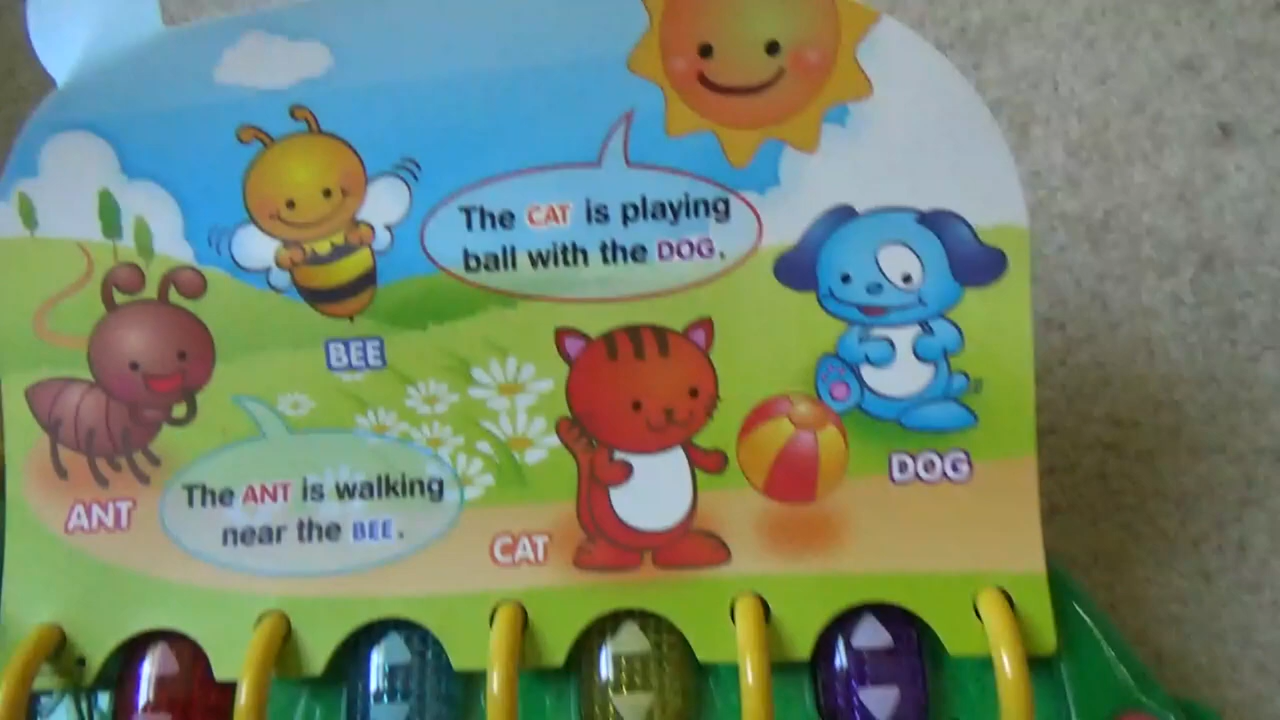 The CAT is playing
ball with the DOG.
BEE
DOG
The ANT is walking
near the BEE.
ANT
CAT